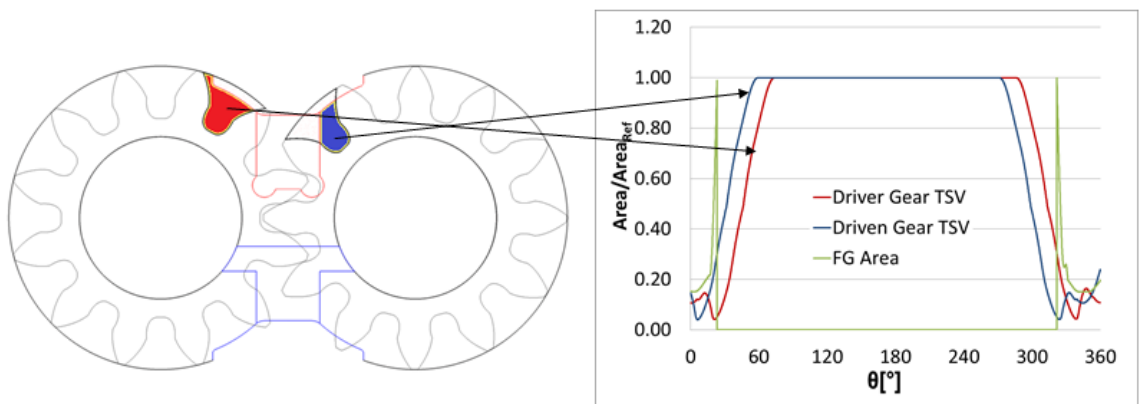 1.20
1.00
0.80
0.60
0.40
0.20
0.00
Area/Area_Ref
Driver Gear TSV
Driven Gear TSV
FG Area
0 60 120 180 240 300 360
θ[°]